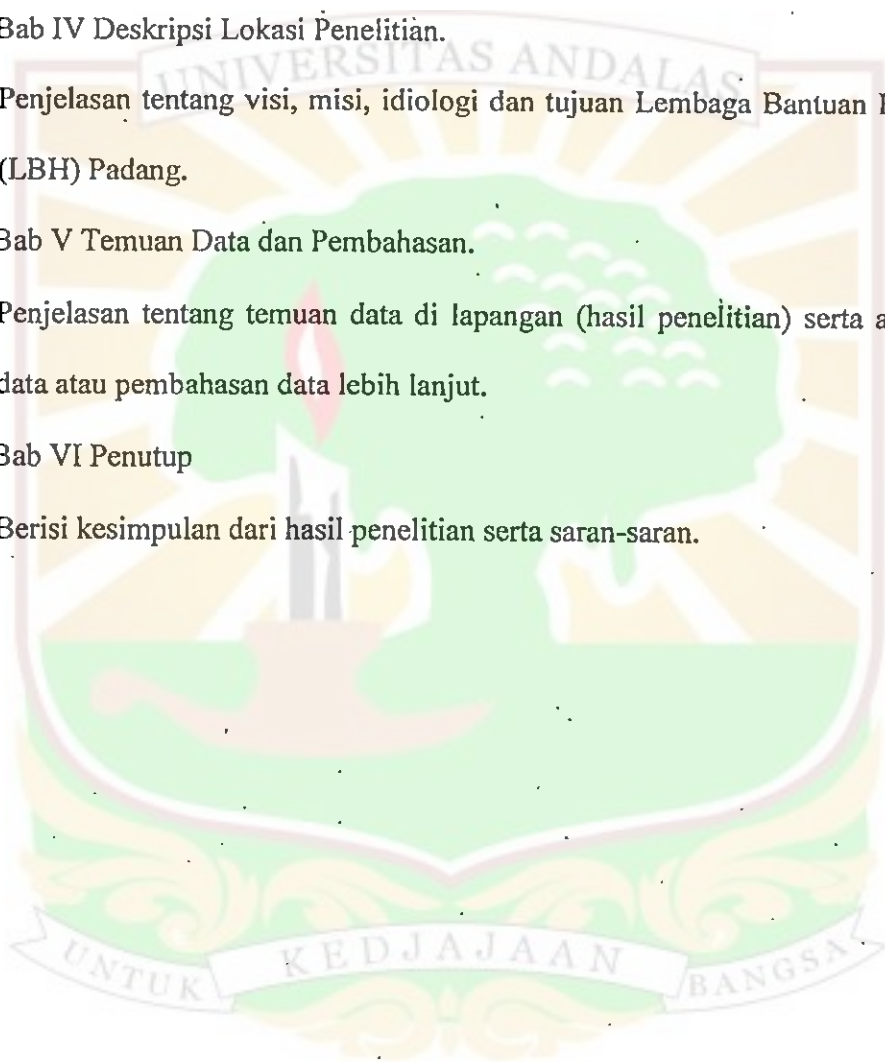 Bab IV Deskripsi Lokasi Penelitian.
UNIVERSITAS ANDALAS
Penjelasan tentang visi, misi, idiologi dan tujuan Lembaga Bantuan
(LBH) Padang.
Bab V Temuan Data dan Pembahasan.
Penjelasan tentang temuan data di lapangan (hasil penelitian) serta a
data atau pembahasan data lebih lanjut.
Bab VI Penutup
Berisi kesimpulan dari hasil penelitian serta saran-saran.
UNTUK KEDJAJAAN BANGSA